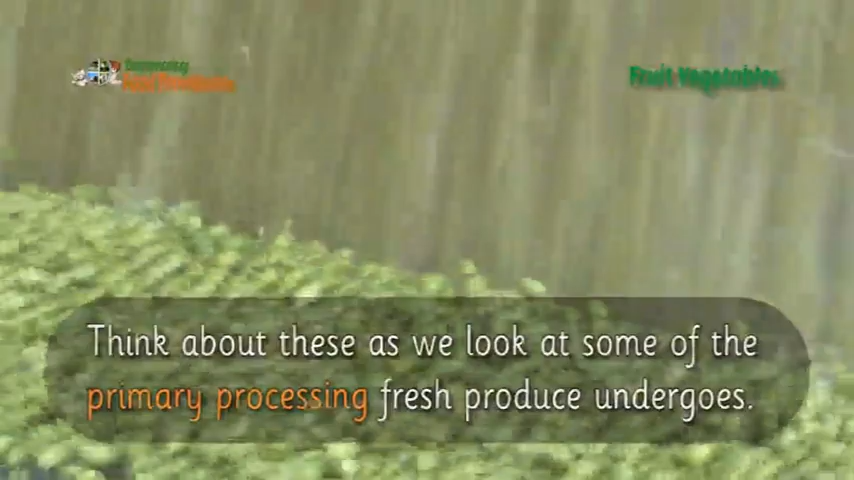 Fruit Vegetables
Think about these as we look at some of the
primary processing fresh produce undergoes.